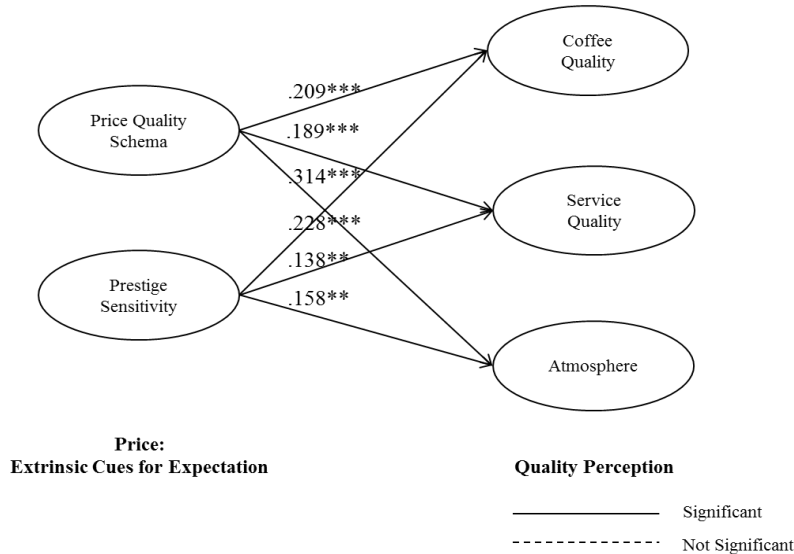 Coffee
Quality
Price Quality
Schema
.209***
.189***
.314***
.228***
.138**
.158**
Service
Quality
Prestige
Sensitivity
Atmosphere
Price:
Extrinsic Cues for Expectation
Quality Perception
Significant
Not Significant